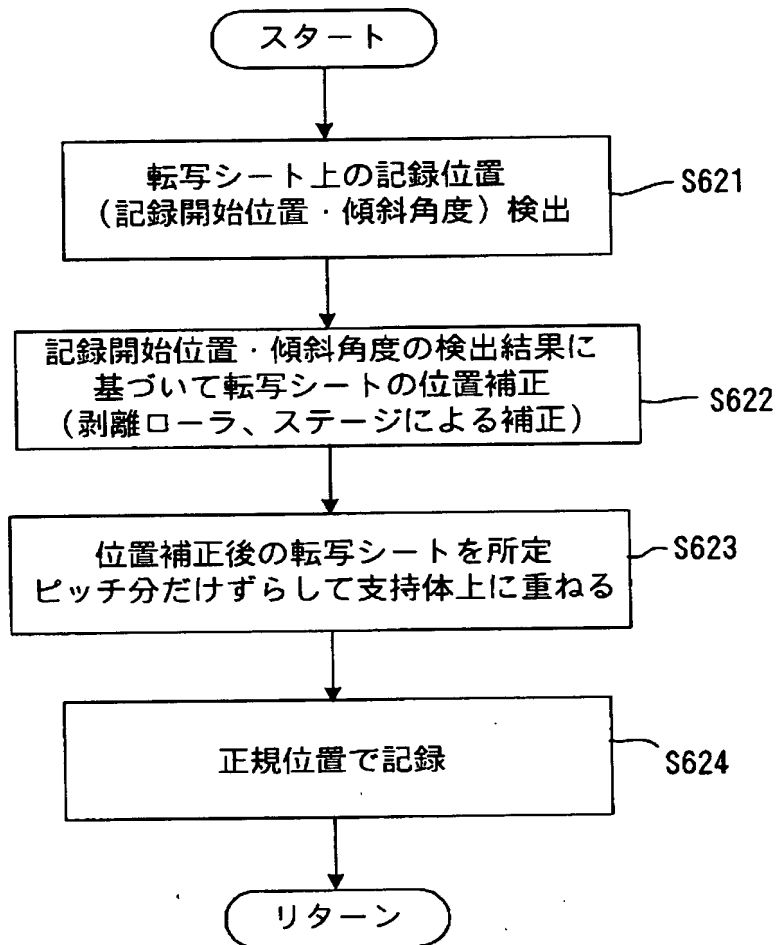 スタート
転写シート上の記録位置
（記録開始位置・傾斜角度）検出
S621
記録開始位置・傾斜角度の検出結果に
基づいて転写シートの位置補正
（剥離ローラ、ステージによる補正）
S622
位置補正後の転写シートを所定
ピッチ分だけずらして支持体上に重ねる
S623
正規位置で記録
S624
リターン